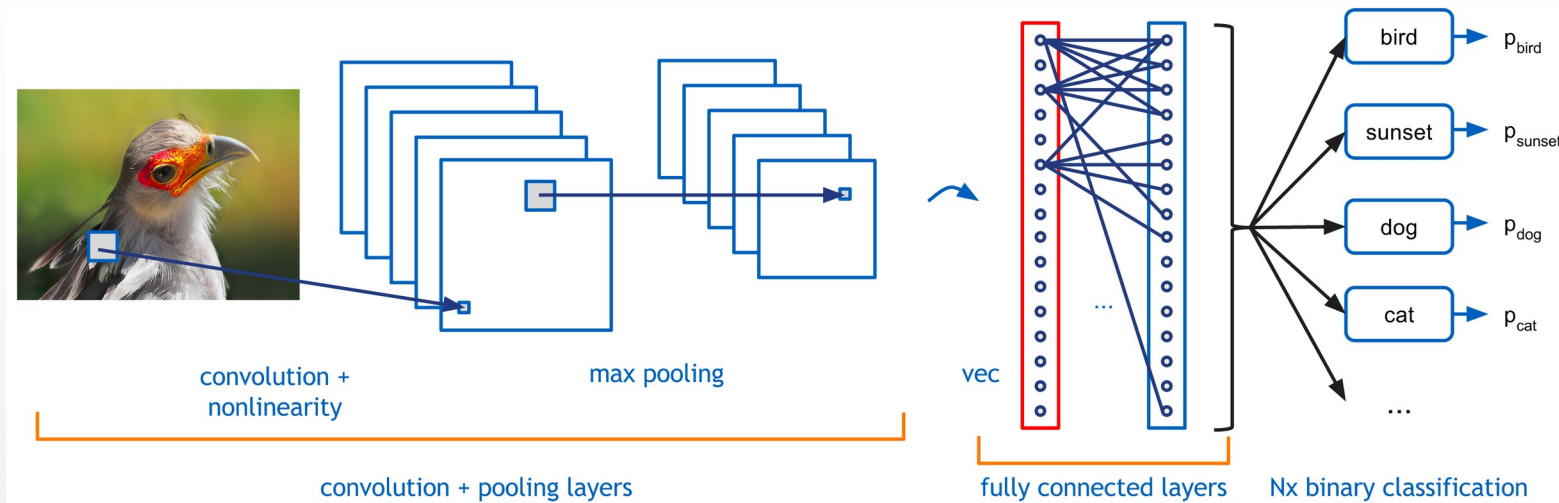 bird
p_bird
sunset
p_sunset
dog
p_dog
cat
p_cat
...
...
convolution +
nonlinearity
max pooling
vec
convolution + pooling layers
fully connected layers
Nx binary classification